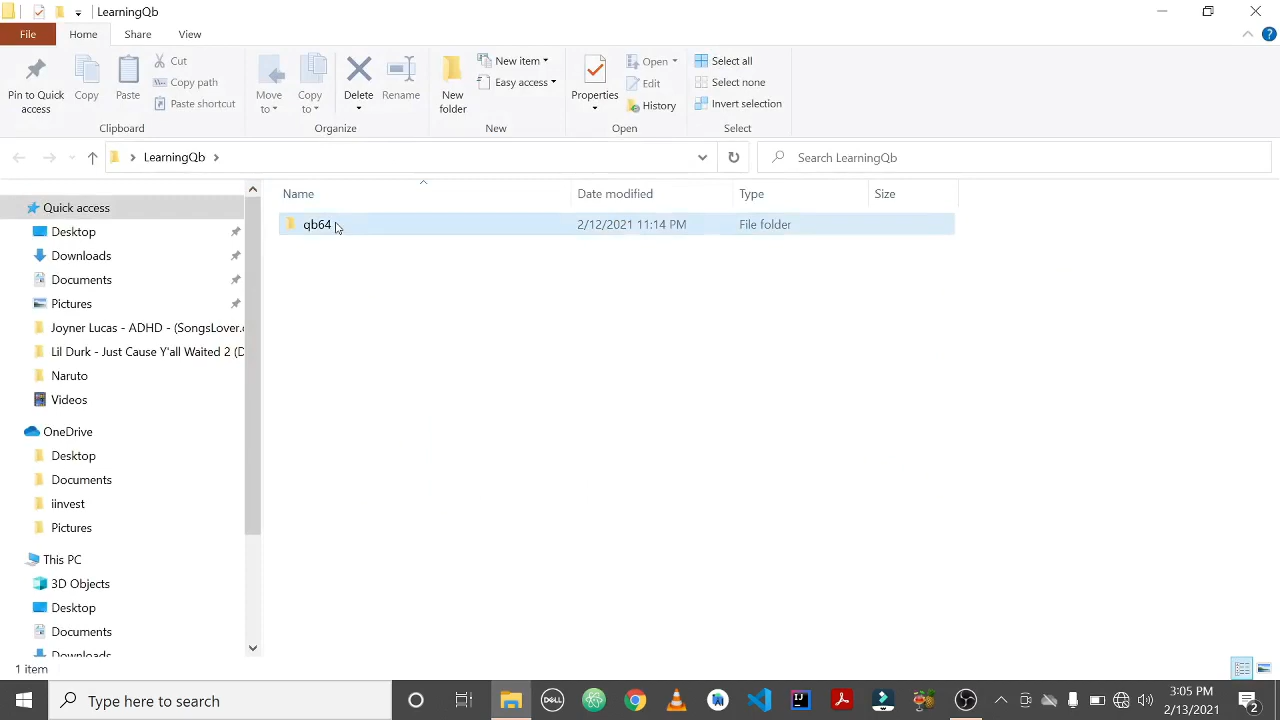 LearningQb
File Home Share View
Pin to Quick access
Copy
Paste
Cut
Copy path
Paste shortcut
Clipboard
Move to
Copy to
Delete
Rename
Organize
New folder
New item
Easy access
New
Properties
Open
Edit
History
Open
Select all
Select none
Invert selection
Select
LearningQb
Search LearningQb
Name Date modified Type Size
qb64 2/12/2021 11:14 PM File folder
Quick access
Desktop
Downloads
Documents
Pictures
Joyner Lucas - ADHD - (SongsLover.c
Lil Durk - Just Cause Y'all Waited 2 (D
Naruto
Videos
OneDrive
Desktop
Documents
iinvest
Pictures
This PC
3D Objects
Desktop
Documents
Downloads
1 item
Type here to search
DELL
3:05 PM
2/13/2021
2